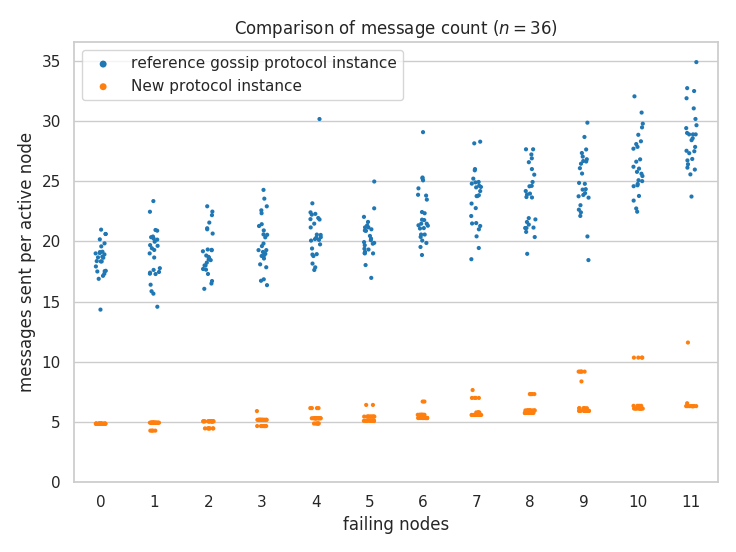 Comparison of message count (n = 36)
reference gossip protocol instance
New protocol instance
messages sent per active node
35
30
25
20
15
10
5
0
0 1 2 3 4 5 6 7 8 9 10 11
failing nodes